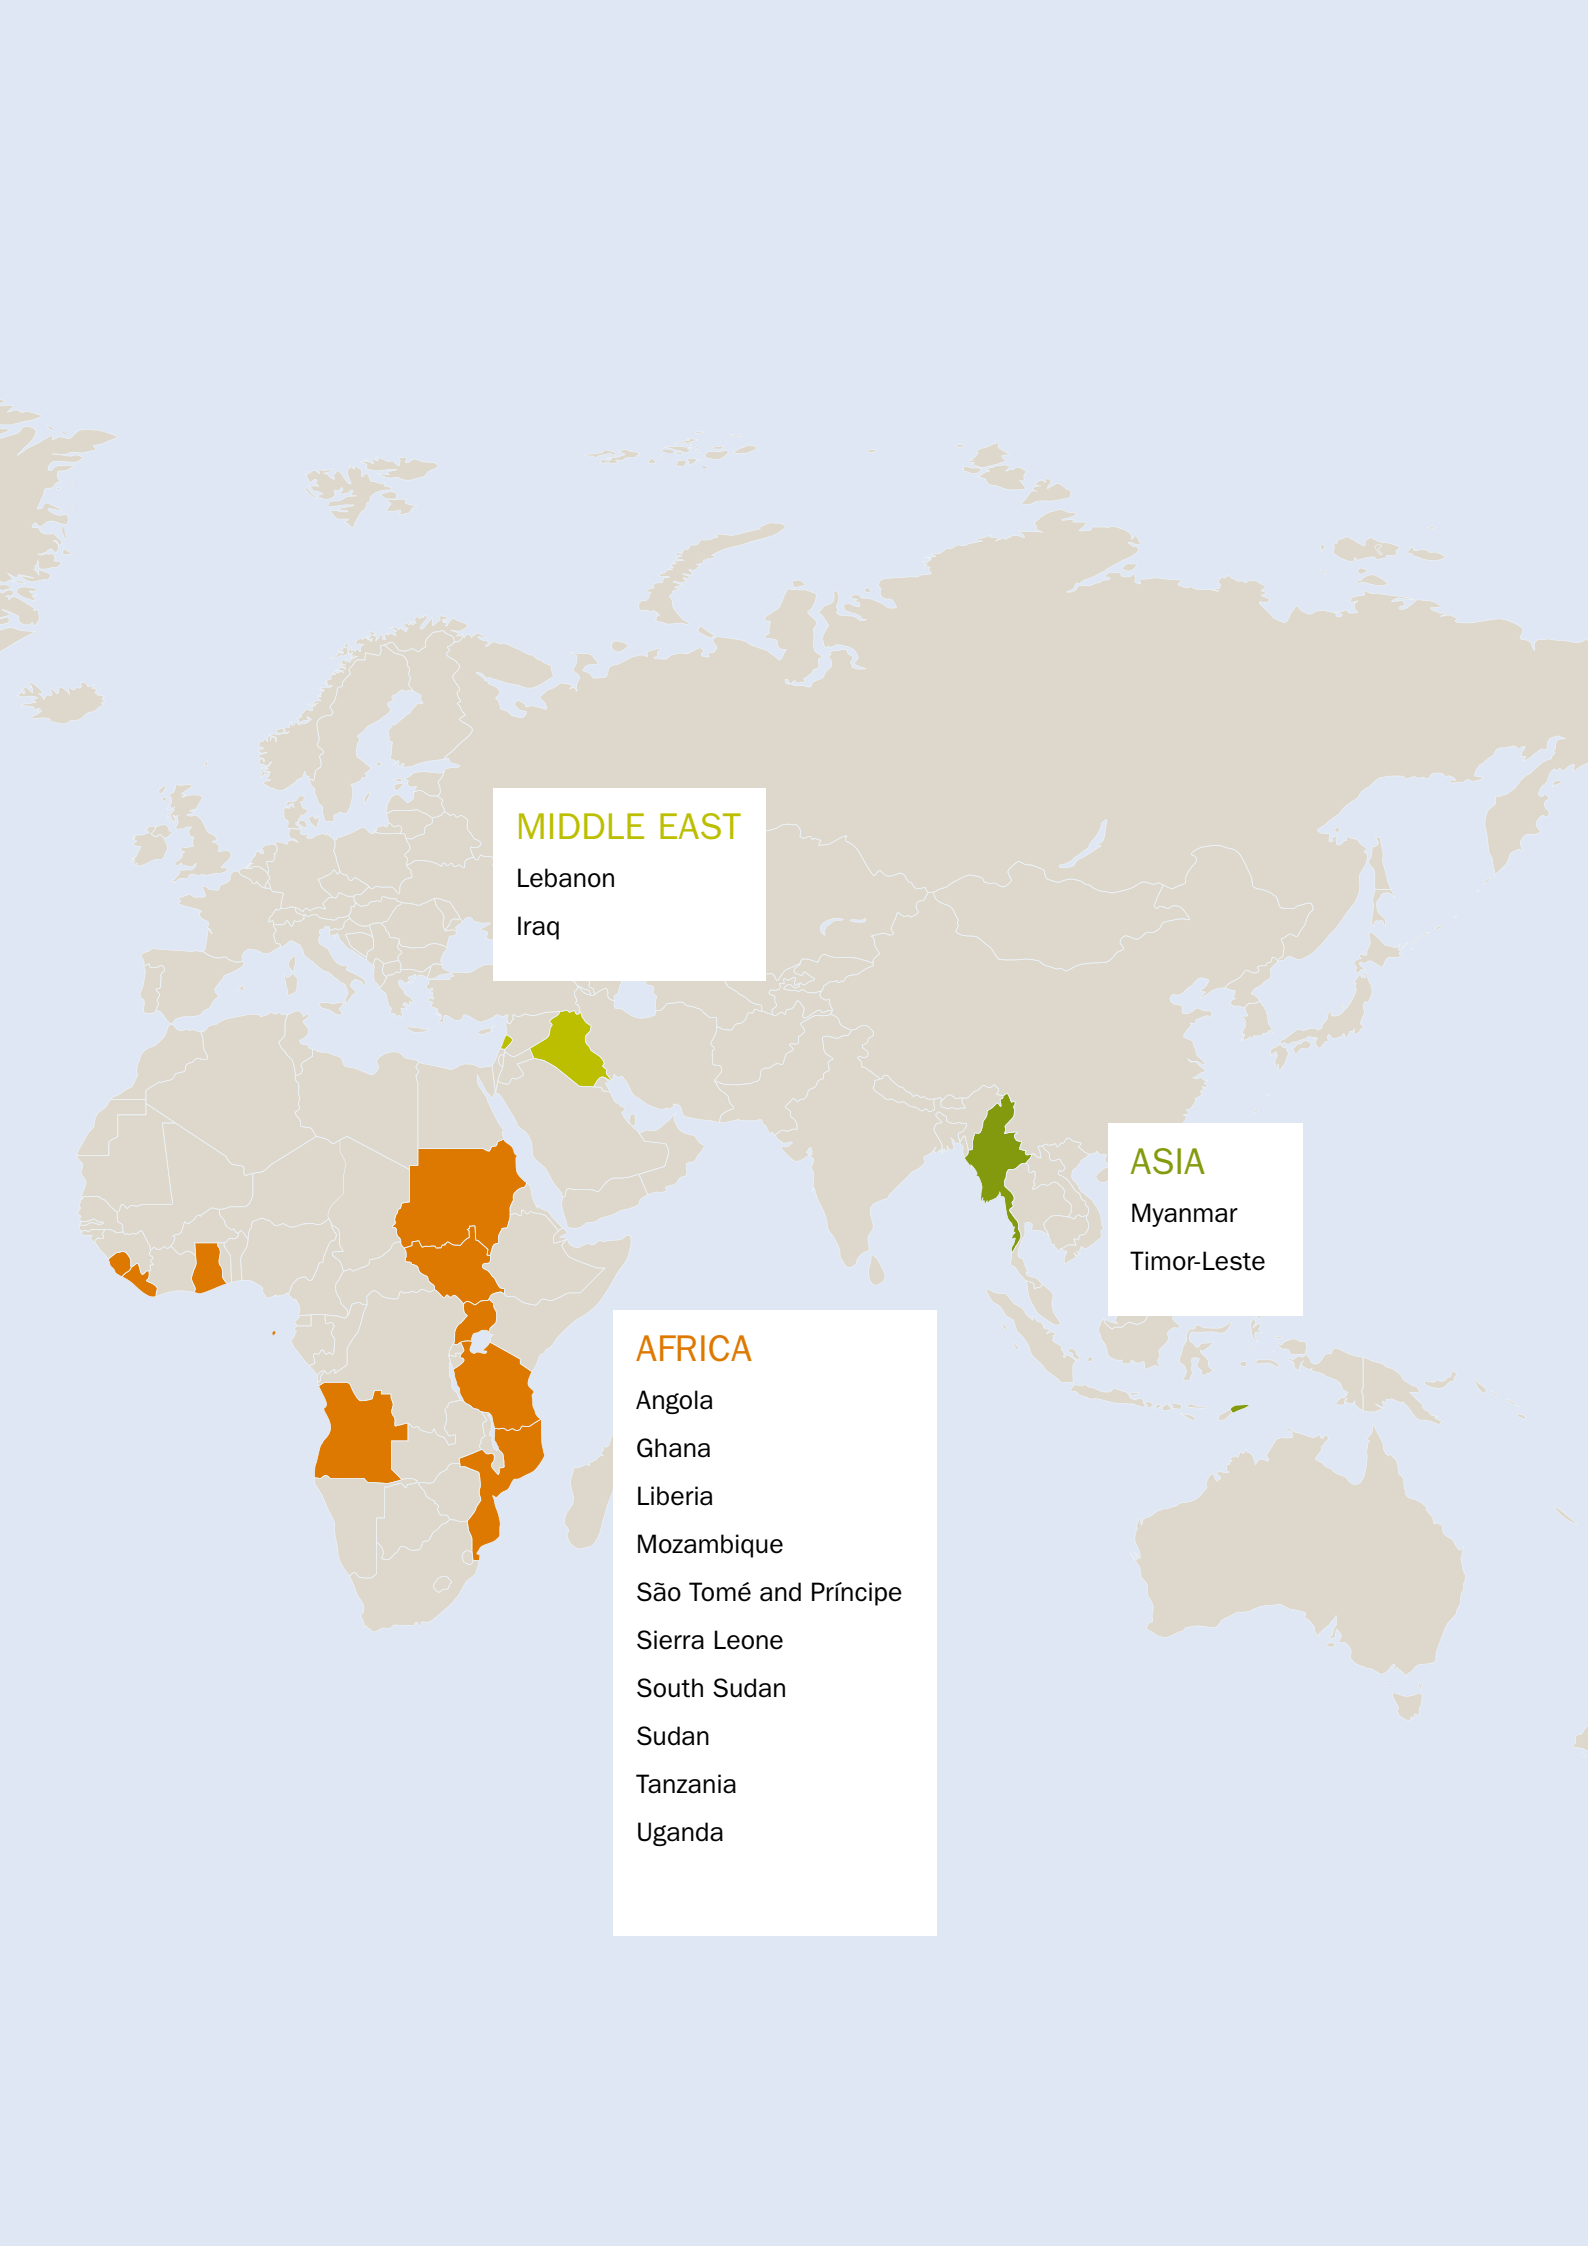 MIDDLE EAST
Lebanon
Iraq
ASIA
Myanmar
Timor-Leste
AFRICA
Angola
Ghana
Liberia
Mozambique
São Tomé and Príncipe
Sierra Leone
South Sudan
Sudan
Tanzania
Uganda